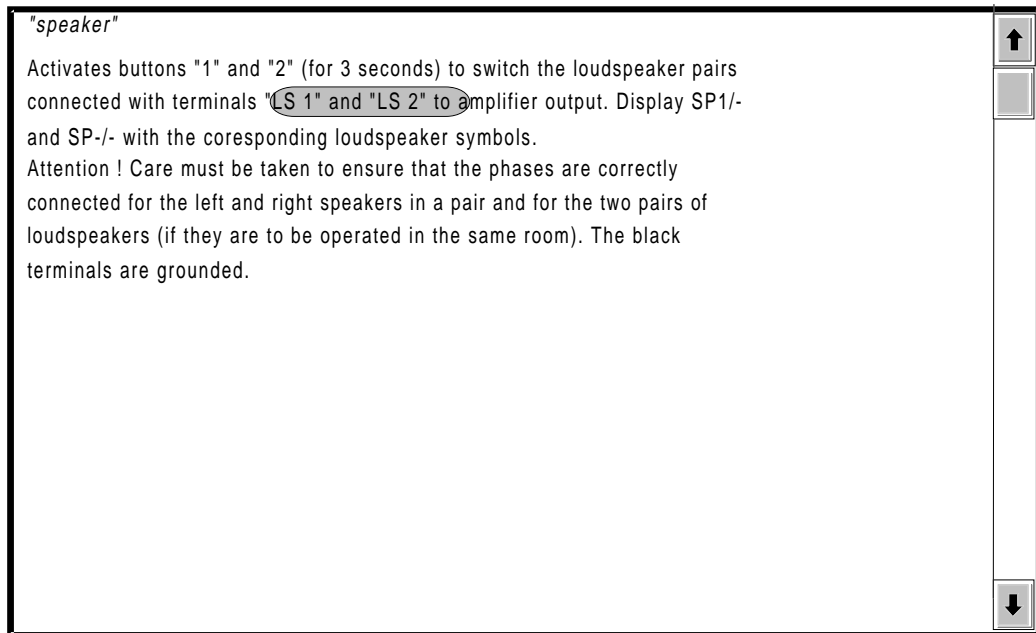 "speaker"
Activates buttons "1" and "2" (for 3 seconds) to switch the loudspeaker pairs
connected with terminals "LS 1" and "LS 2" to amplifier output. Display SP1/-
and SP-/- with the coresponding loudspeaker symbols.
Attention ! Care must be taken to ensure that the phases are correctly
connected for the left and right speakers in a pair and for the two pairs of
loudspeakers (if they are to be operated in the same room). The black
terminals are grounded.